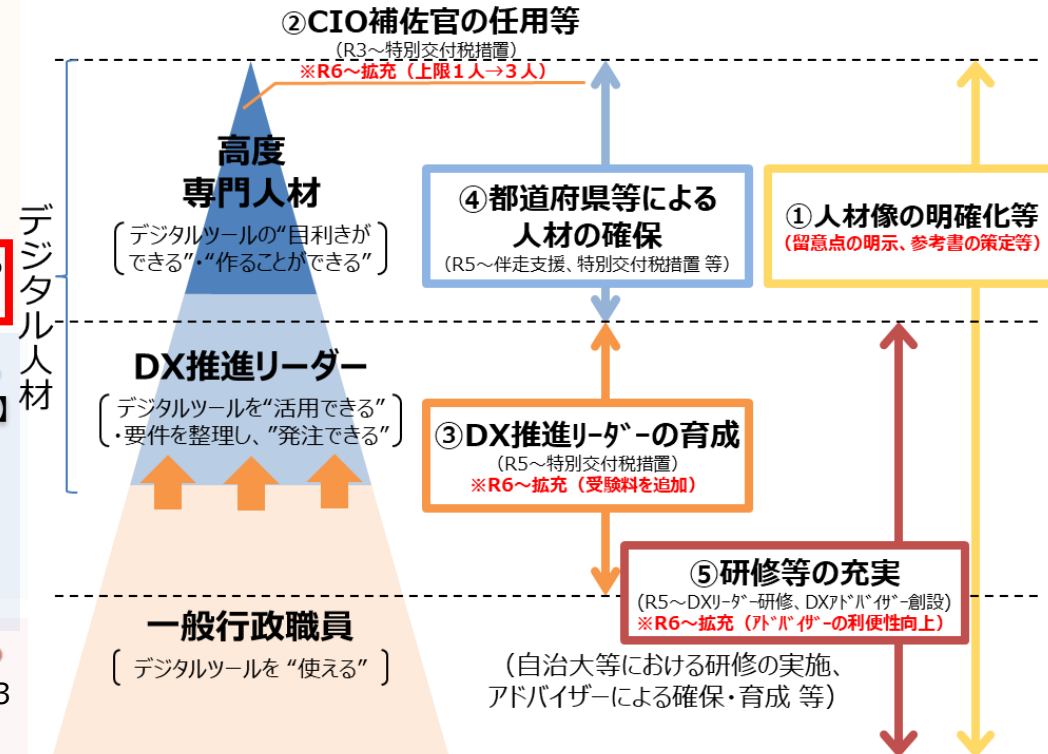 ②CIO補佐官の任用等
(R3～特別交付税措置)
※R6～拡充（上限１人→３人）
デジタル人材
高度
専門人材
デジタルツールの“目利きが
できる”・“作ることができる”
④都道府県等による
人材の確保
(R5～伴走支援、特別交付税措置 等)
①人材像の明確化等
(留意点の明示、参考書の策定等)
DX推進リーダー
デジタルツールを“活用できる”
・要件を整理し、”発注できる”
③DX推進ﾘｰﾀﾞｰの育成
(R5～特別交付税措置)
※R6～拡充（受験料を追加）
⑤研修等の充実
(R5～DXﾘｰﾀﾞｰ研修、DXｱﾄﾞﾊﾞｲｻﾞｰ創設)
※R6～拡充（ｱﾄﾞﾊﾞｲｻﾞｰの利便性向上）
一般行政職員
デジタルツールを “使える”
（自治大等における研修の実施、
アドバイザーによる確保・育成 等）
】
3